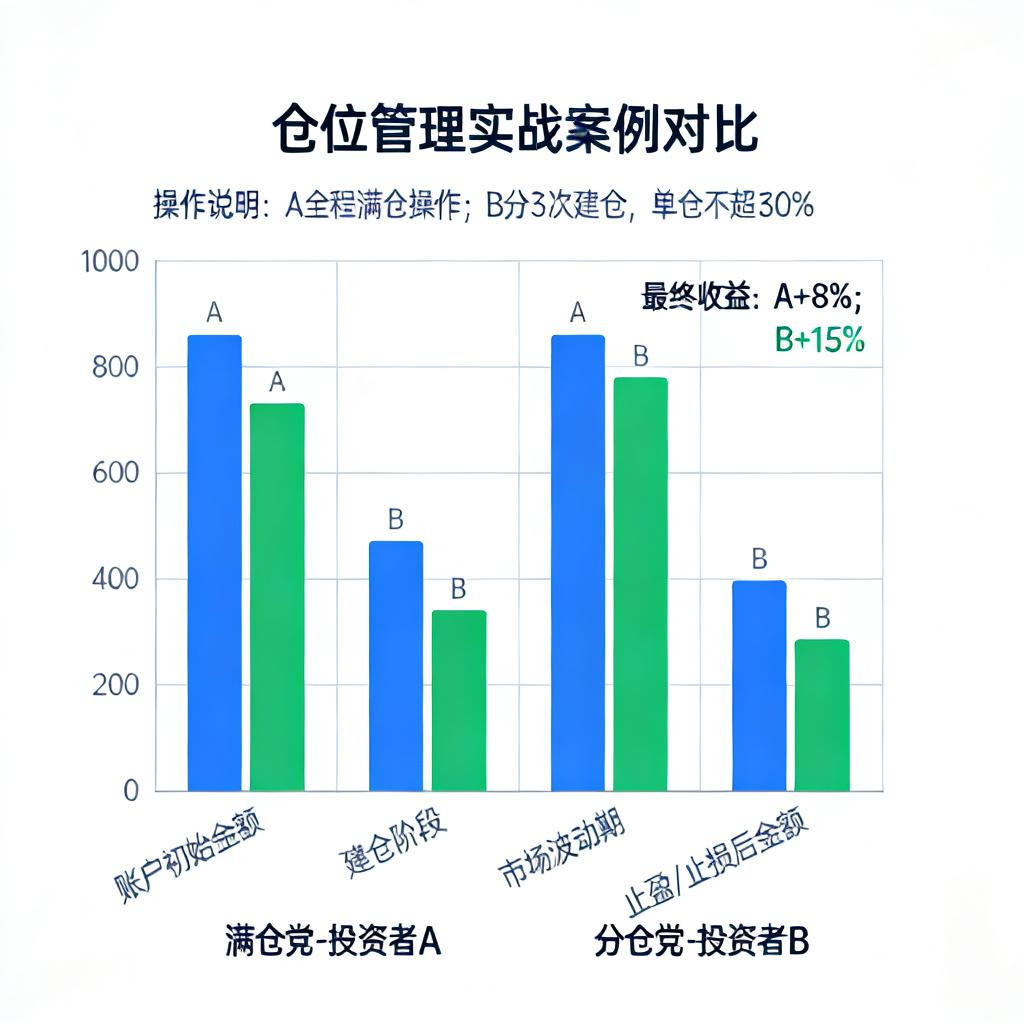 仓位管理实战案例对比
操作说明：A全程满仓操作；B分3次建仓，单仓不超30%
1000
最终收益：A+8%；
B+15%
A
A
A
B
800
B
B
600
B
B
400
200
0
账户初始金额
建仓阶段
市场波动期
止盈/止损后金额
满仓党-投资者A
分仓党-投资者B